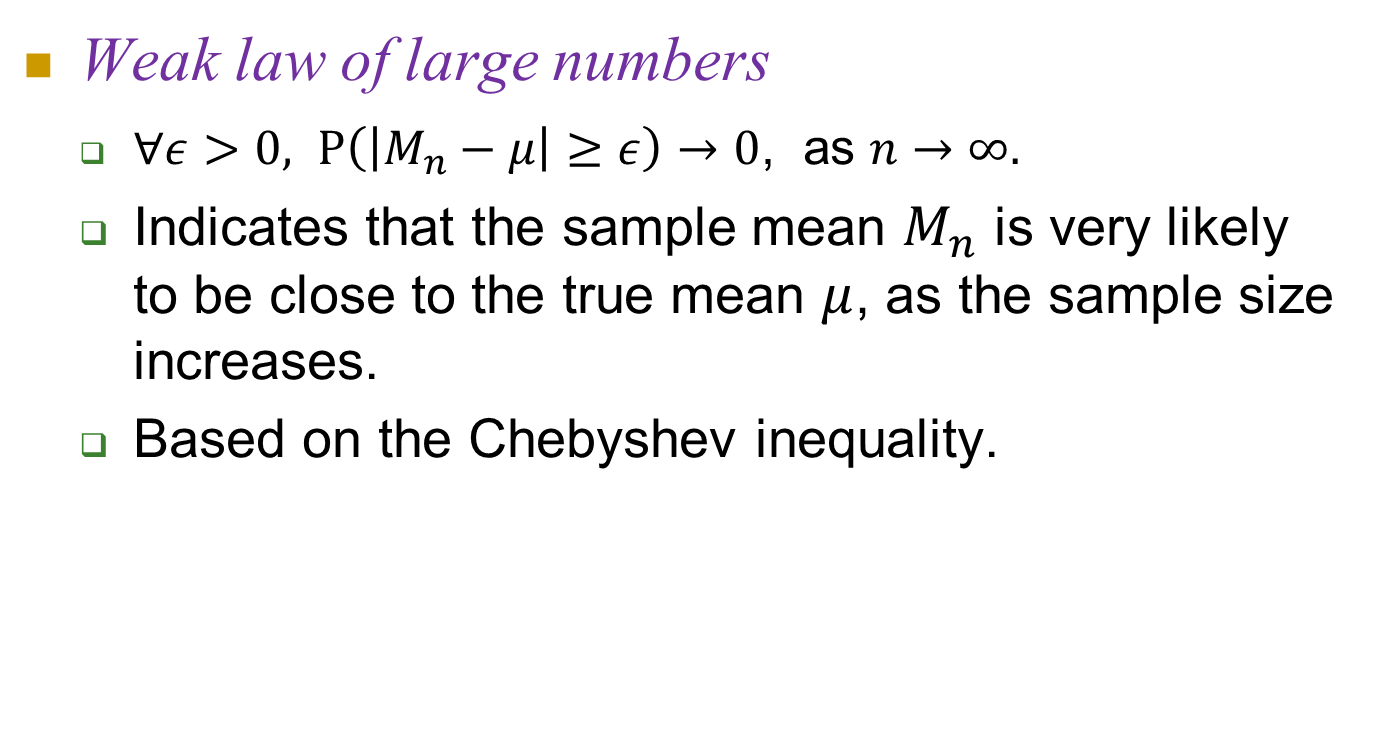 Weak law of large numbers
∀ϵ > 0, P(|Mₙ − μ| ≥ ϵ) → 0, as n → ∞.
Indicates that the sample mean Mₙ is very likely
to be close to the true mean μ, as the sample size
increases.
Based on the Chebyshev inequality.